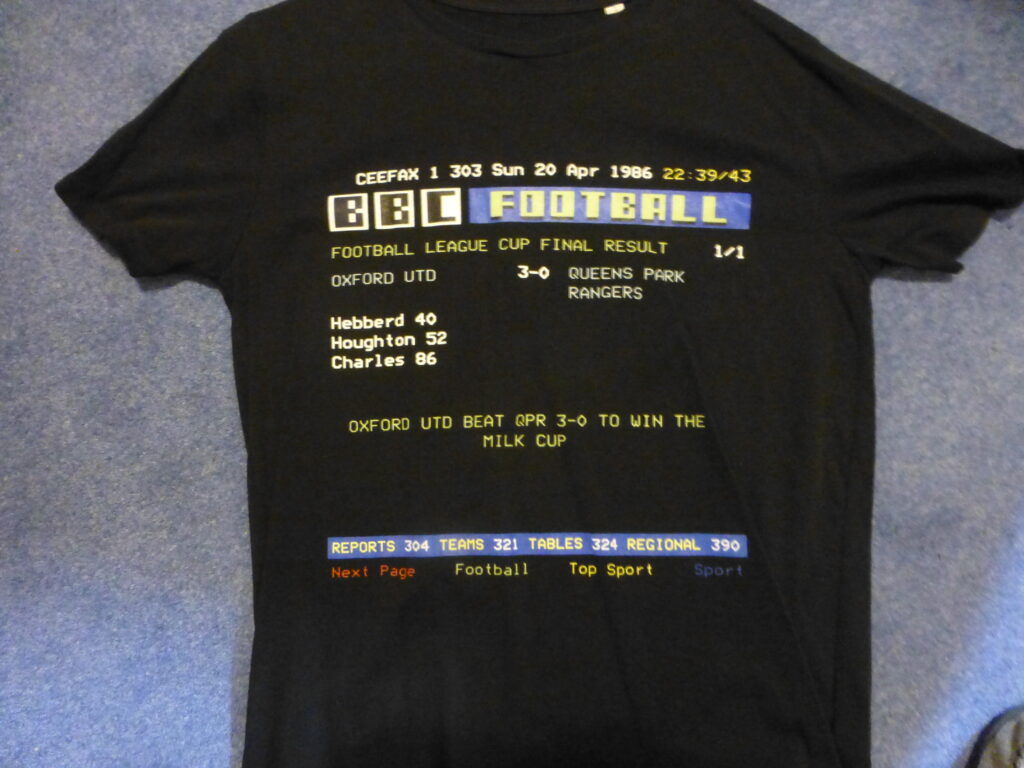 CEEFAX 1 303 Sun 20 Apr 1986 22:39/43
BBC FOOTBALL
FOOTBALL LEAGUE CUP FINAL RESULT 1/1
OXFORD UTD 3-0 QUEENS PARK
RANGERS
Hebberd 40
Houghton 52
Charles 86
OXFORD UTD BEAT QPR 3-0 TO WIN THE
MILK CUP
REPORTS 304 TEAMS 321 TABLES 324 REGIONAL 390
Next Page Football Top Sport Sport